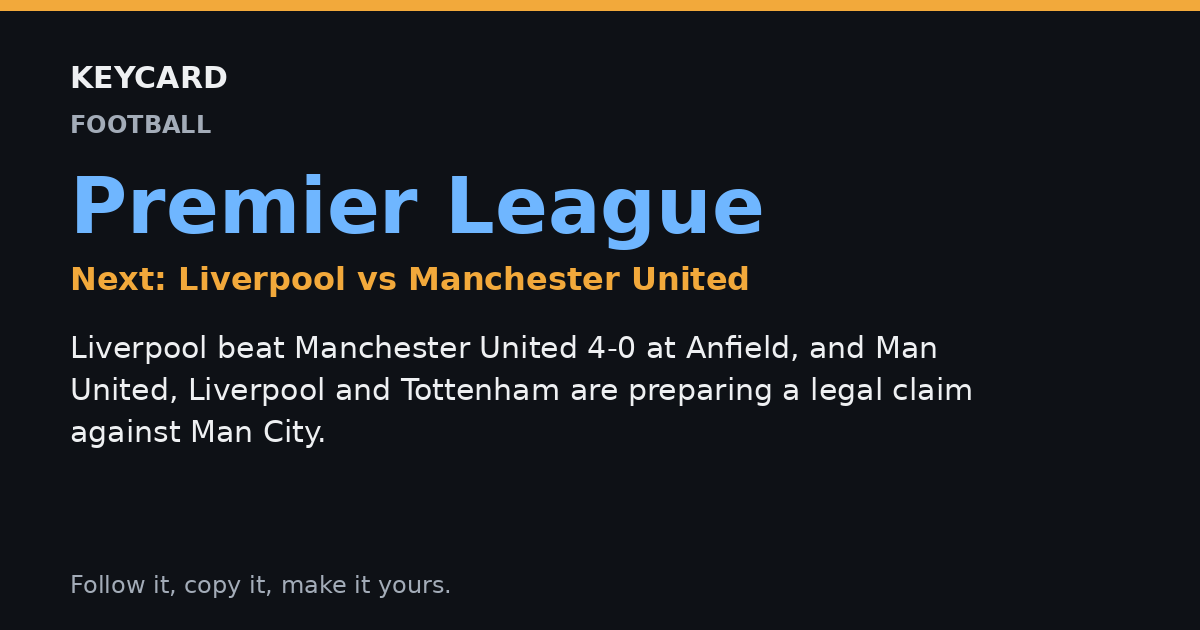 KEYCARD
FOOTBALL
Premier League
Next: Liverpool vs Manchester United
Liverpool beat Manchester United 4-0 at Anfield, and Man
United, Liverpool and Tottenham are preparing a legal claim
against Man City.
Follow it, copy it, make it yours.